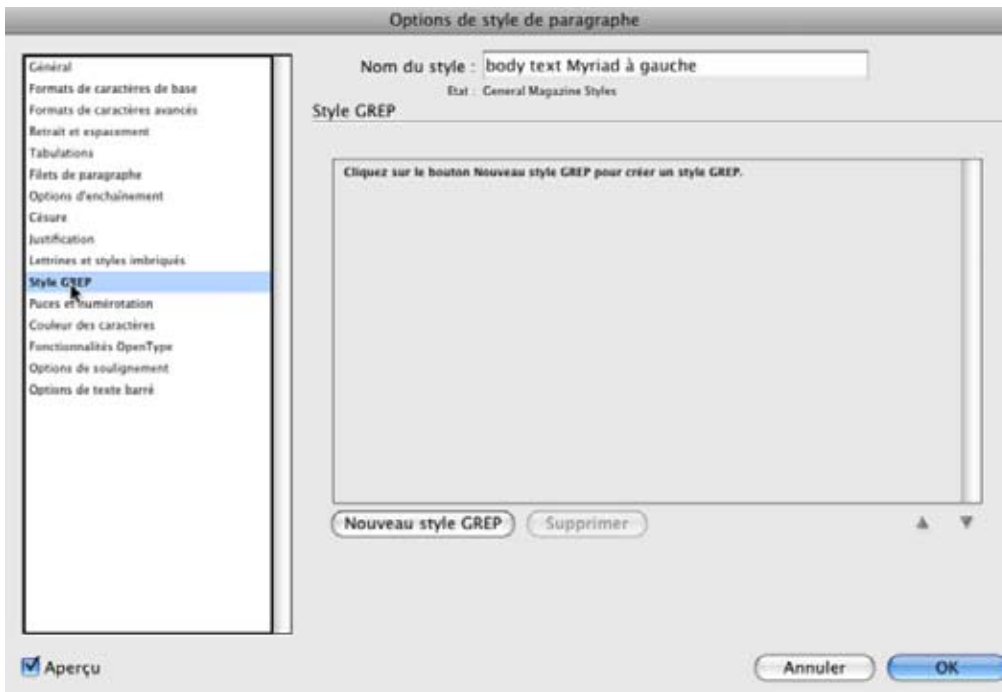 Options de style de paragraphe
Général
Formats de caractères de base
Formats de caractères avancés
Retrait et espacement
Tabulations
Filets de paragraphe
Options d'enchaînement
Césure
Justification
Lettrines et styles imbriqués
Style GREP
Puces et numérotation
Couleur des caractères
Fonctionnalités OpenType
Options de soulignement
Options de texte barré
Nom du style : body text Myriad à gauche
Etat : General Magazine Styles
Style GREP
Cliquez sur le bouton Nouveau style GREP pour créer un style GREP.
Nouveau style GREP
Supprimer
Aperçu
Annuler
OK